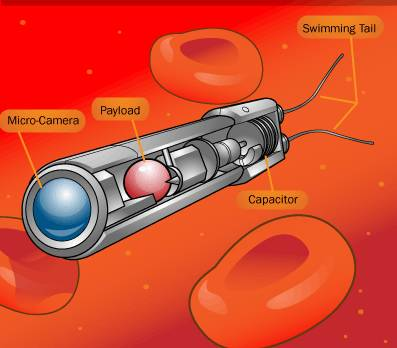 Swimming Tail
Payload
Micro-Camera
Capacitor